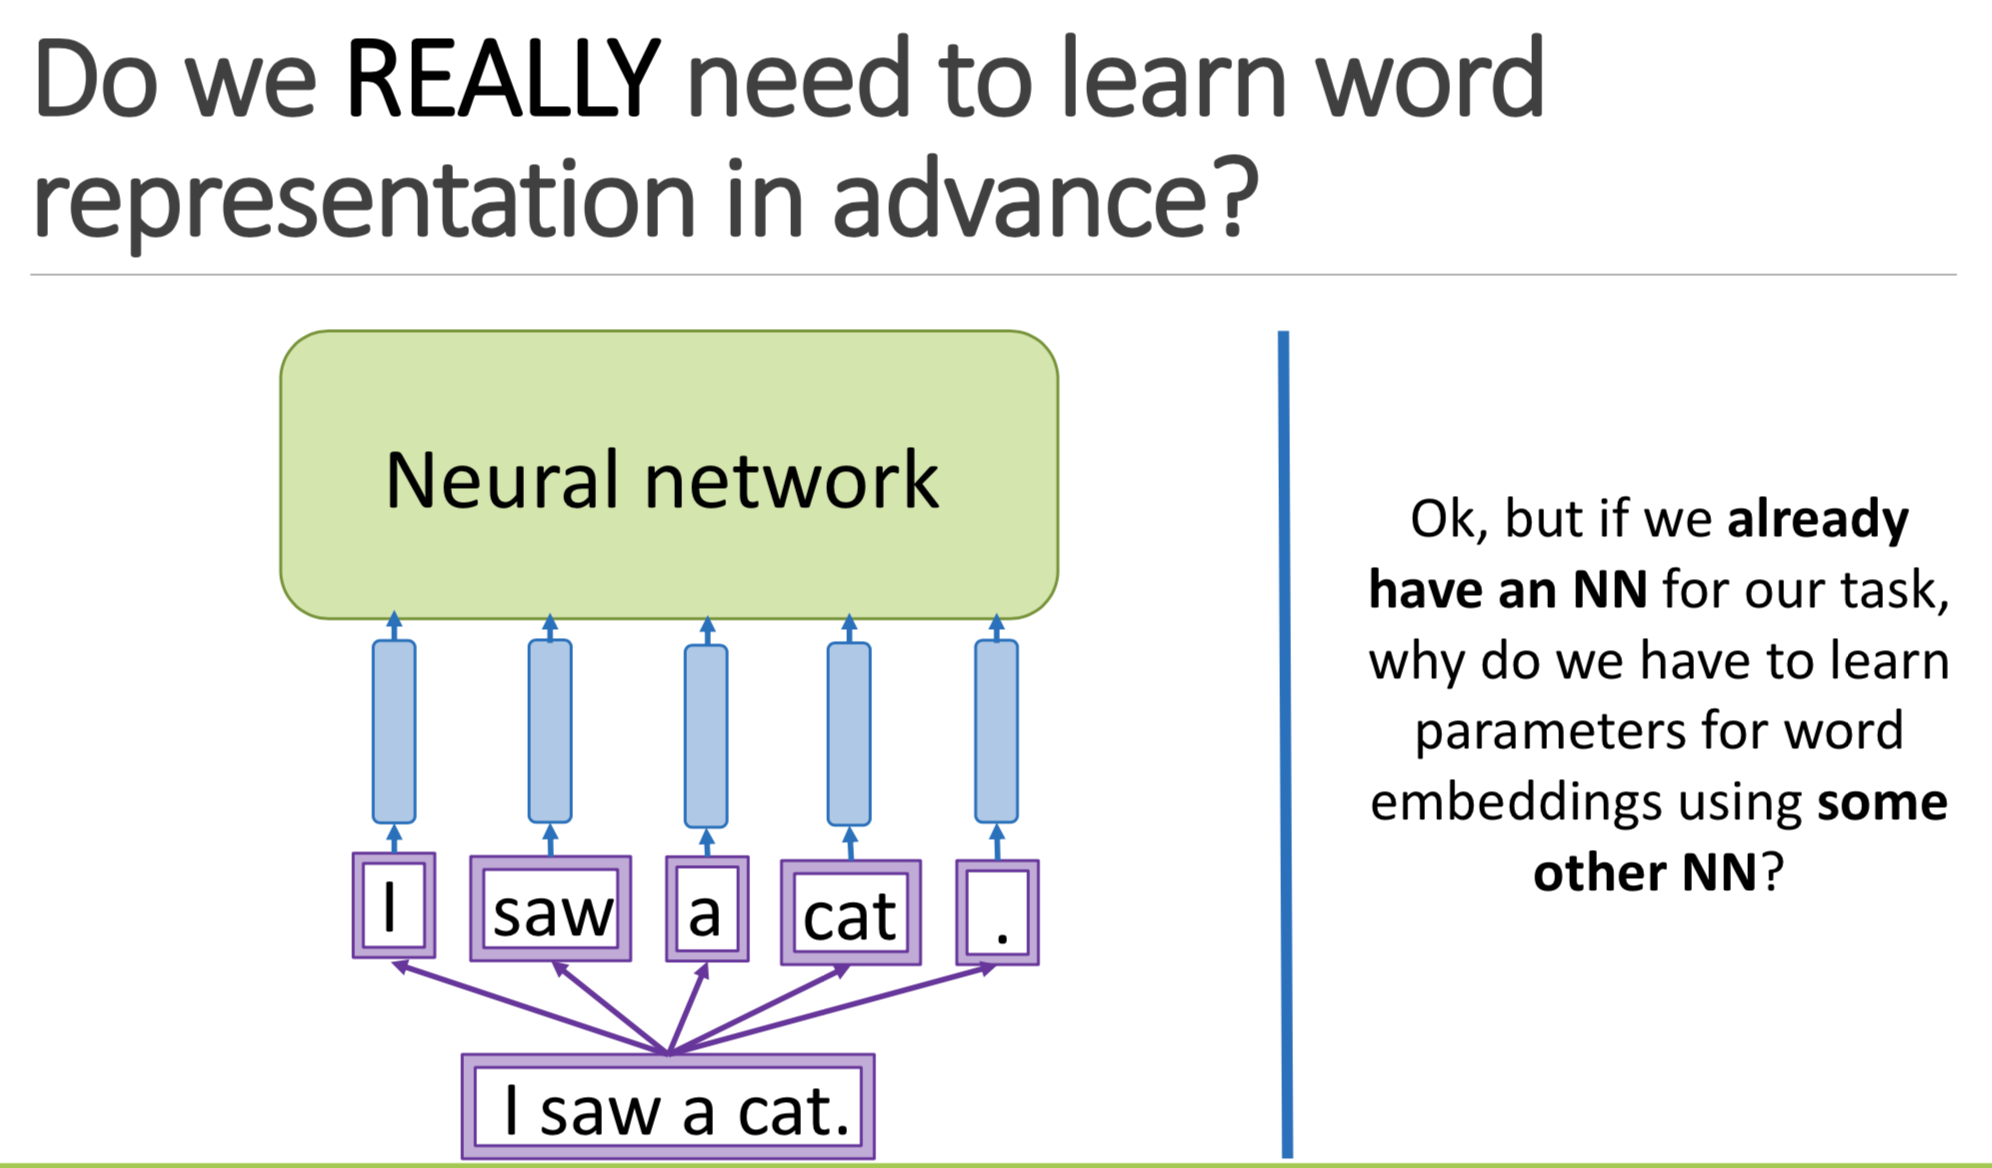 Do we REALLY need to learn word
representation in advance?
Neural network
I
saw
a
cat
.
I saw a cat.
Ok, but if we already
have an NN for our task,
why do we have to learn
parameters for word
embeddings using some
other NN?